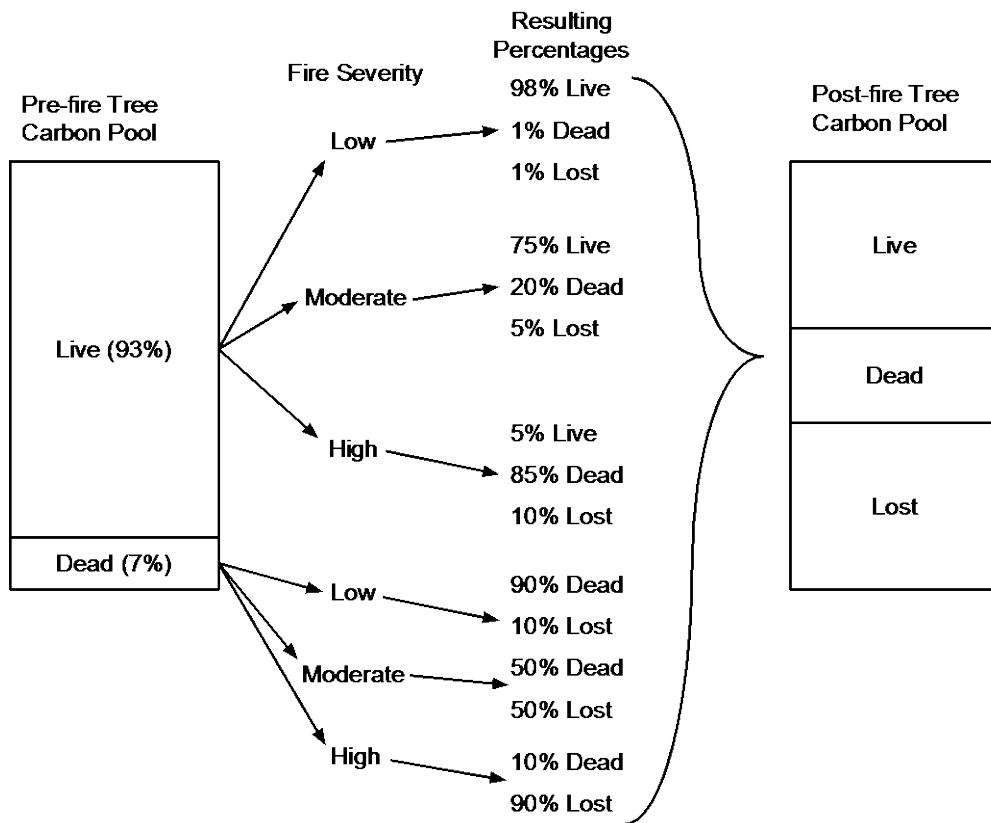 Pre-fire Tree
Carbon Pool
Live (93%)
Dead (7%)
Fire Severity
Low
Moderate
High
Low
Moderate
High
Resulting
Percentages
98% Live
1% Dead
1% Lost
75% Live
20% Dead
5% Lost
5% Live
85% Dead
10% Lost
90% Dead
10% Lost
50% Dead
50% Lost
10% Dead
90% Lost
Post-fire Tree
Carbon Pool
Live
Dead
Lost